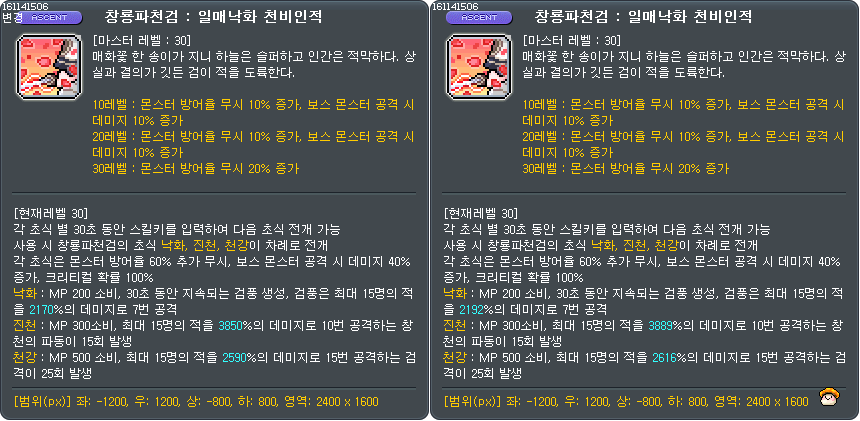 161141506
변경
ASCENT
창룡파천검 : 일매낙화 천비인적
[마스터 레벨 : 30]
매화꽃 한 송이가 지니 하늘은 슬퍼하고 인간은 적막하다. 상
실과 결의가 깃든 검이 적을 도륙한다.
10레벨 : 몬스터 방어율 무시 10% 증가, 보스 몬스터 공격 시
데미지 10% 증가
20레벨 : 몬스터 방어율 무시 10% 증가, 보스 몬스터 공격 시
데미지 10% 증가
30레벨 : 몬스터 방어율 무시 20% 증가
[현재레벨 30]
각 초식 별 30초 동안 스킬키를 입력하여 다음 초식 전개 가능
사용 시 창룡파천검의 초식 낙화, 진천, 천강이 차례로 전개
각 초식은 몬스터 방어율 60% 추가 무시, 보스 몬스터 공격 시 데미지 40%
증가, 크리티컬 확률 100%
낙화 : MP 200 소비, 30초 동안 지속되는 검풍 생성, 검풍은 최대 15명의 적
을 2170%의 데미지로 7번 공격
진천 : MP 300소비, 최대 15명의 적을 3850%의 데미지로 10번 공격하는 창
천의 파동이 15회 발생
천강 : MP 500 소비, 최대 15명의 적을 2590%의 데미지로 15번 공격하는 검
격이 25회 발생
[범위(px)] 좌: -1200, 우: 1200, 상: -800, 하: 800, 영역: 2400 x 1600
161141506
ASCENT
창룡파천검 : 일매낙화 천비인적
[마스터 레벨 : 30]
매화꽃 한 송이가 지니 하늘은 슬퍼하고 인간은 적막하다. 상
실과 결의가 깃든 검이 적을 도륙한다.
10레벨 : 몬스터 방어율 무시 10% 증가, 보스 몬스터 공격 시
데미지 10% 증가
20레벨 : 몬스터 방어율 무시 10% 증가, 보스 몬스터 공격 시
데미지 10% 증가
30레벨 : 몬스터 방어율 무시 20% 증가
[현재레벨 30]
각 초식 별 30초 동안 스킬키를 입력하여 다음 초식 전개 가능
사용 시 창룡파천검의 초식 낙화, 진천, 천강이 차례로 전개
각 초식은 몬스터 방어율 60% 추가 무시, 보스 몬스터 공격 시 데미지 40%
증가, 크리티컬 확률 100%
낙화 : MP 200 소비, 30초 동안 지속되는 검풍 생성, 검풍은 최대 15명의 적
을 2192%의 데미지로 7번 공격
진천 : MP 300소비, 최대 15명의 적을 3889%의 데미지로 10번 공격하는 창
천의 파동이 15회 발생
천강 : MP 500 소비, 최대 15명의 적을 2616%의 데미지로 15번 공격하는 검
격이 25회 발생
[범위(px)] 좌: -1200, 우: 1200, 상: -800, 하: 800, 영역: 2400 x 1600